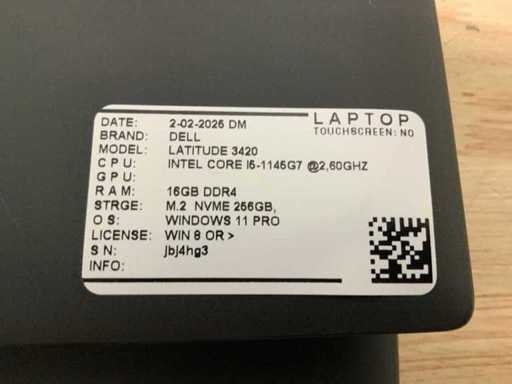 LAPTOP
TOUCHSCREEN: NO
DATE: 2-02-2025 DM
BRAND: DELL
MODEL: LATITUDE 3420
CPU: INTEL CORE I5-1145G7 @2,60GHZ
GPU:
RAM: 16GB DDR4
STRGE: M.2 NVME 256GB,
OS: WINDOWS 11 PRO
LICENSE: WIN 8 OR >
SN: jbj4hg3
INFO: